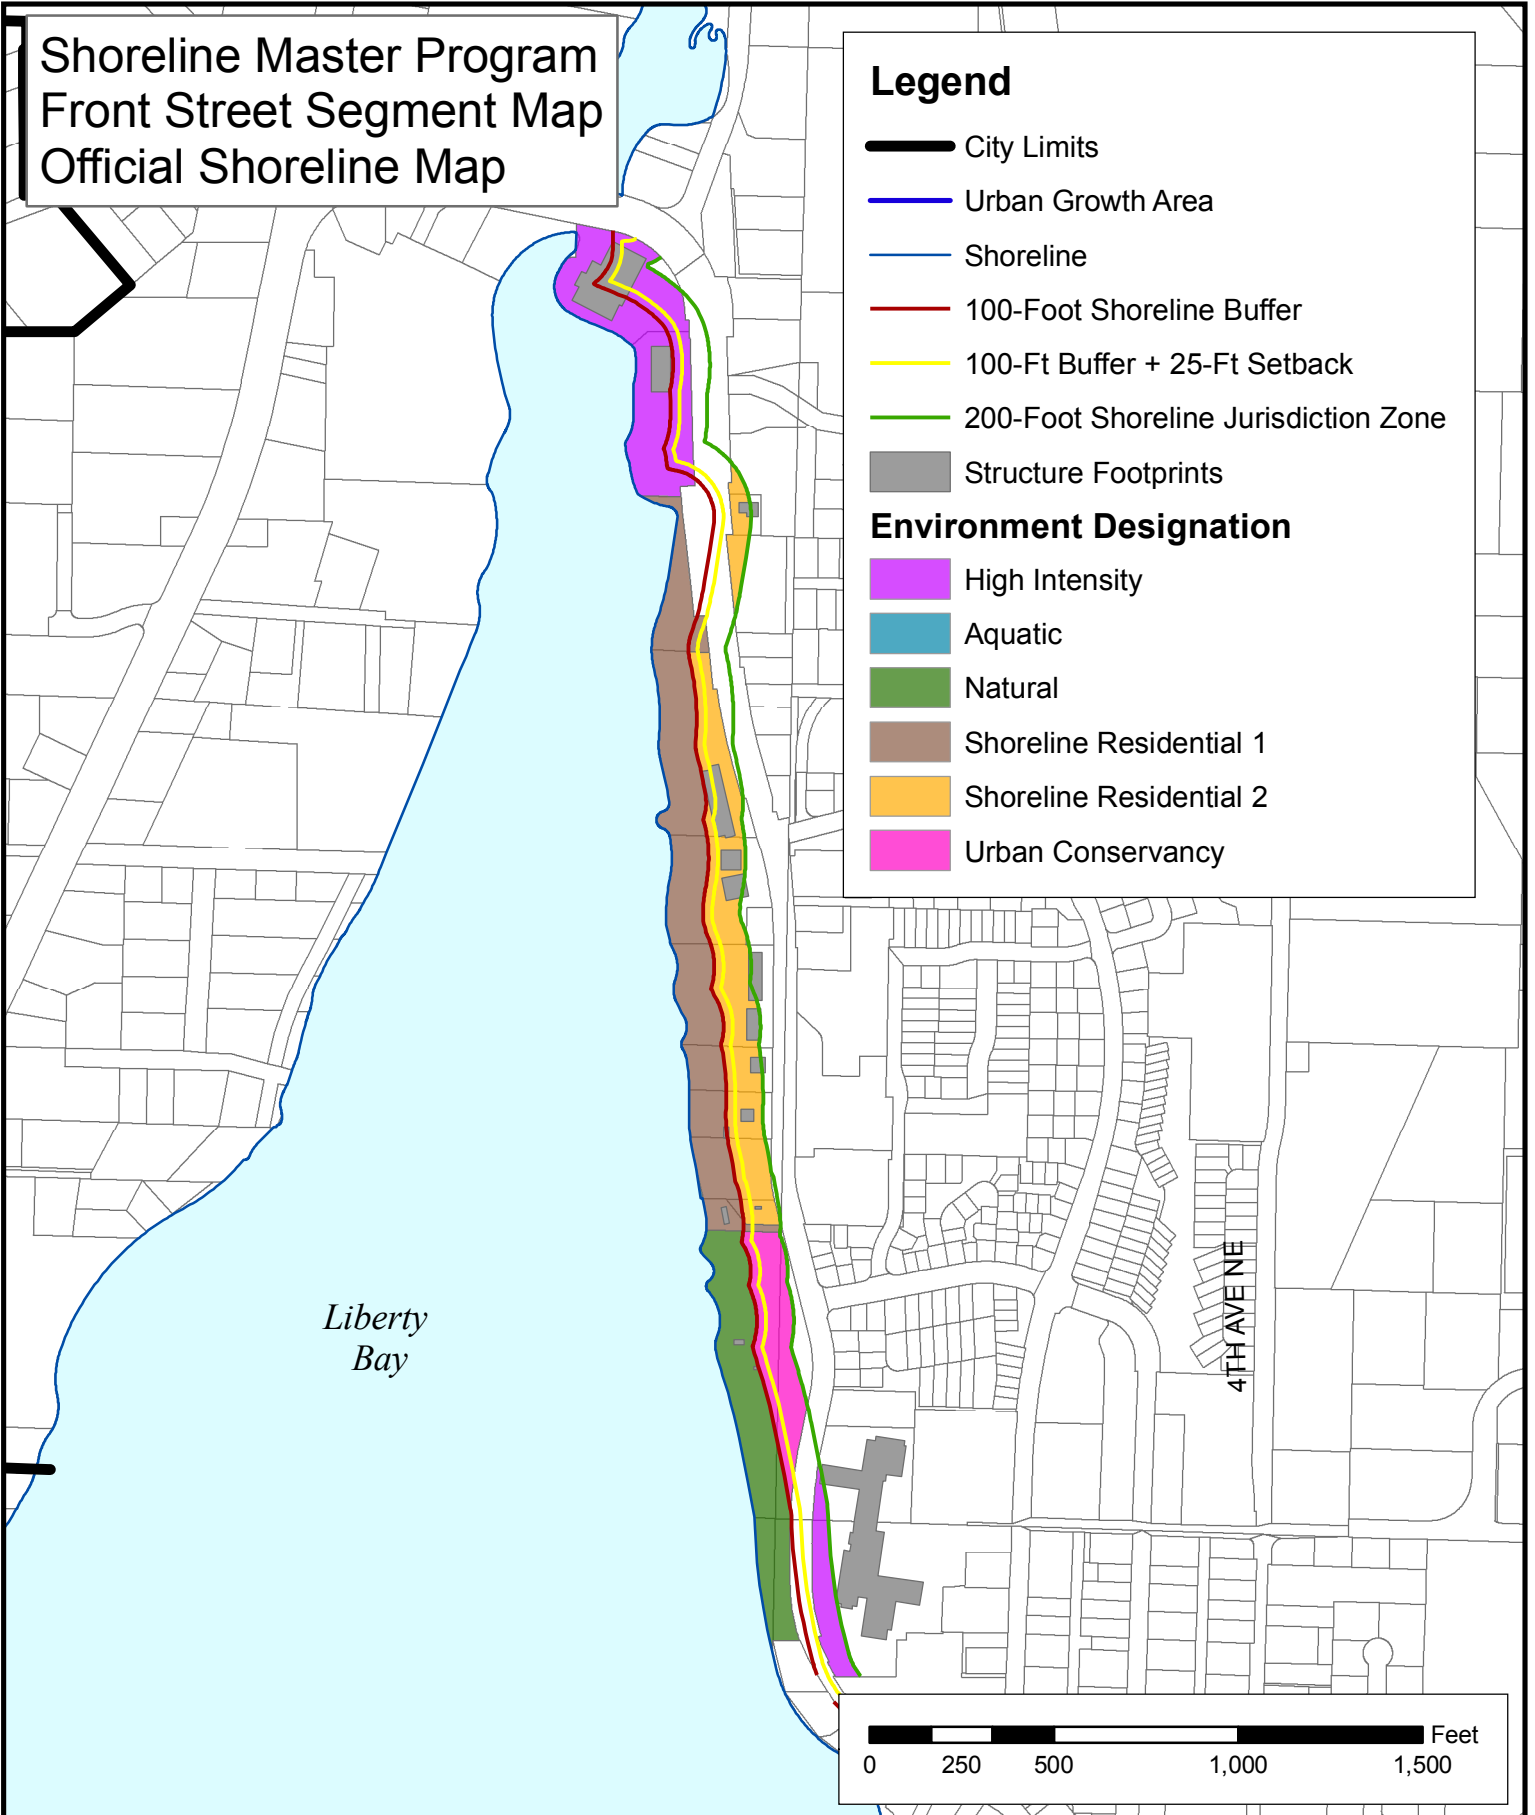 Shoreline Master Program
Front Street Segment Map
Official Shoreline Map
Legend
City Limits
Urban Growth Area
Shoreline
100-Foot Shoreline Buffer
100-Ft Buffer + 25-Ft Setback
200-Foot Shoreline Jurisdiction Zone
Structure Footprints
Environment Designation
High Intensity
Aquatic
Natural
Shoreline Residential 1
Shoreline Residential 2
Urban Conservancy
4TH AVE NE
Liberty
Bay
Feet
0 250 500 1,000 1,500